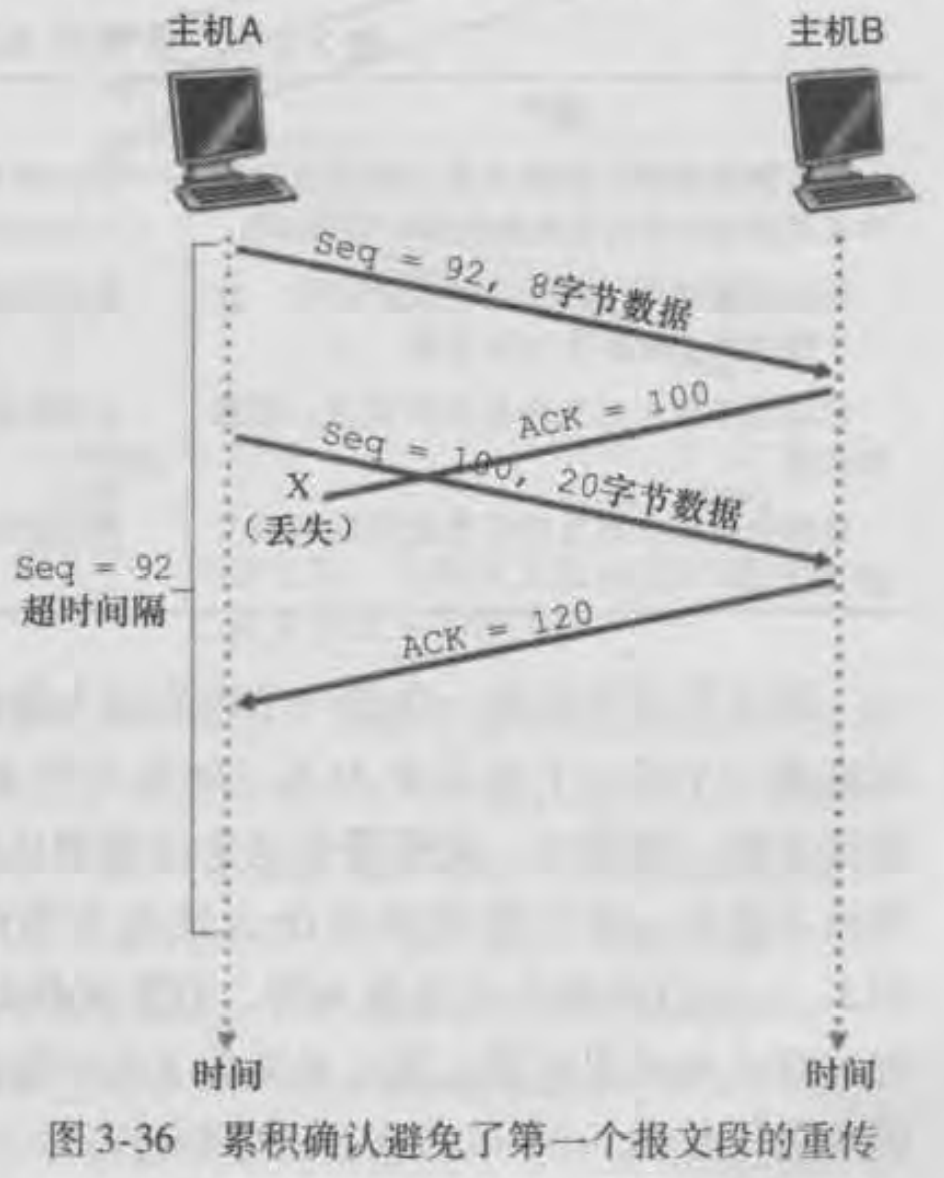 主机A
主机B
Seq = 92, 8字节数据
ACK = 100
Seq = 100, 20字节数据
X
(丢失)
Seq = 92
超时间隔
ACK = 120
时间
时间
图 3-36 累积确认避免了第一个报文段的重传